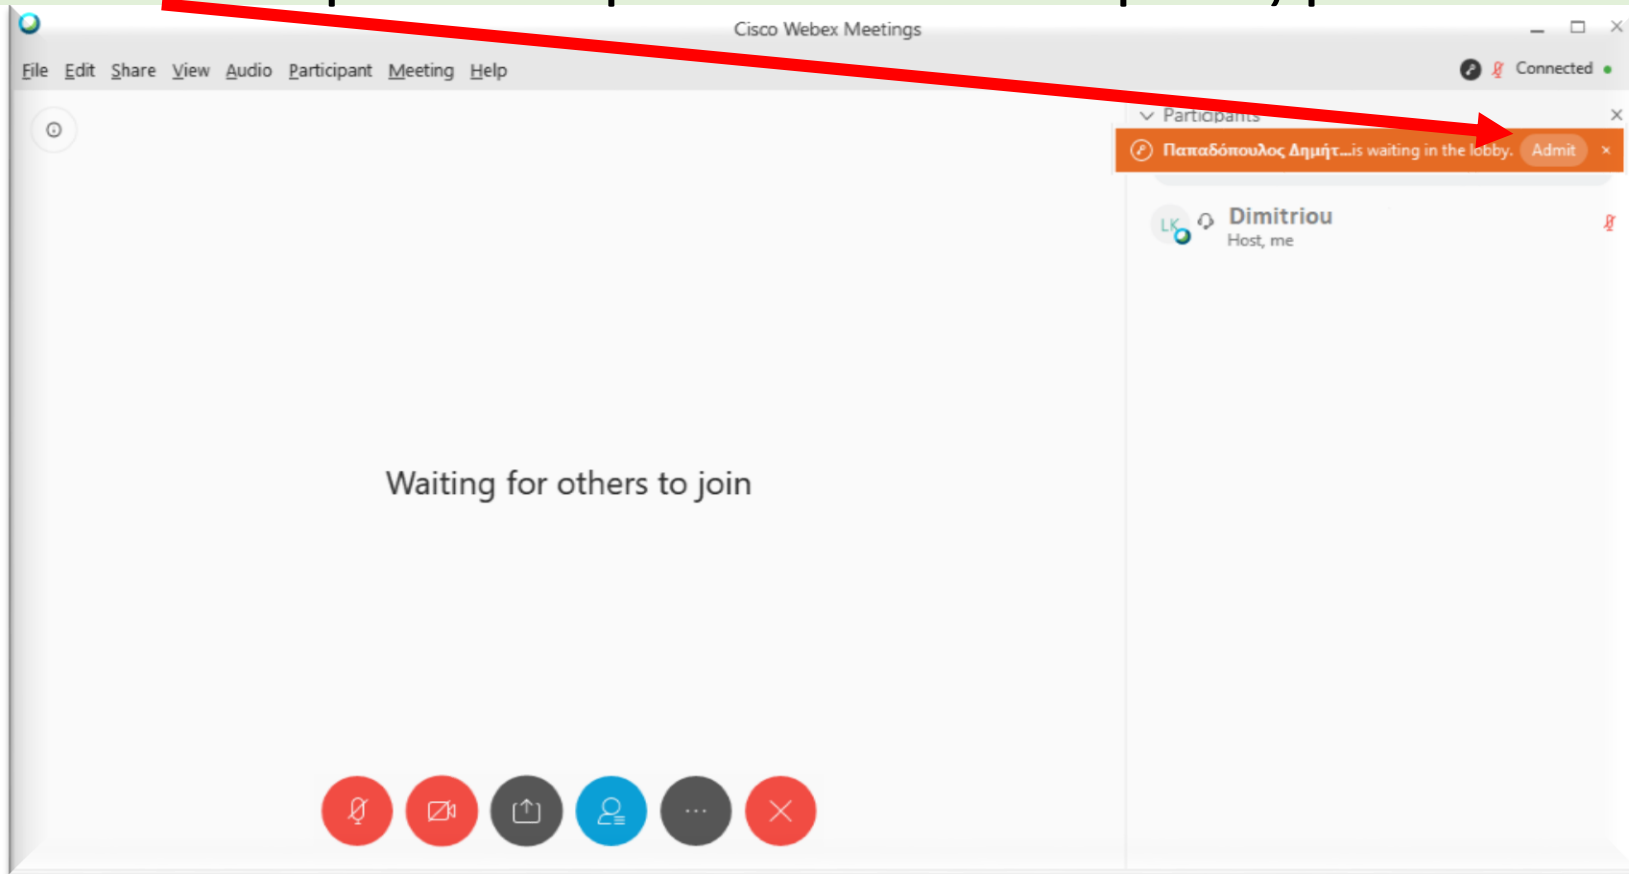 Cisco Webex Meetings
File Edit Share View Audio Participant Meeting Help
Connected
Participants
Παπαδόπουλος Δημήτ...is waiting in the lobby. Admit
LK
Dimitriou
Host, me
Waiting for others to join